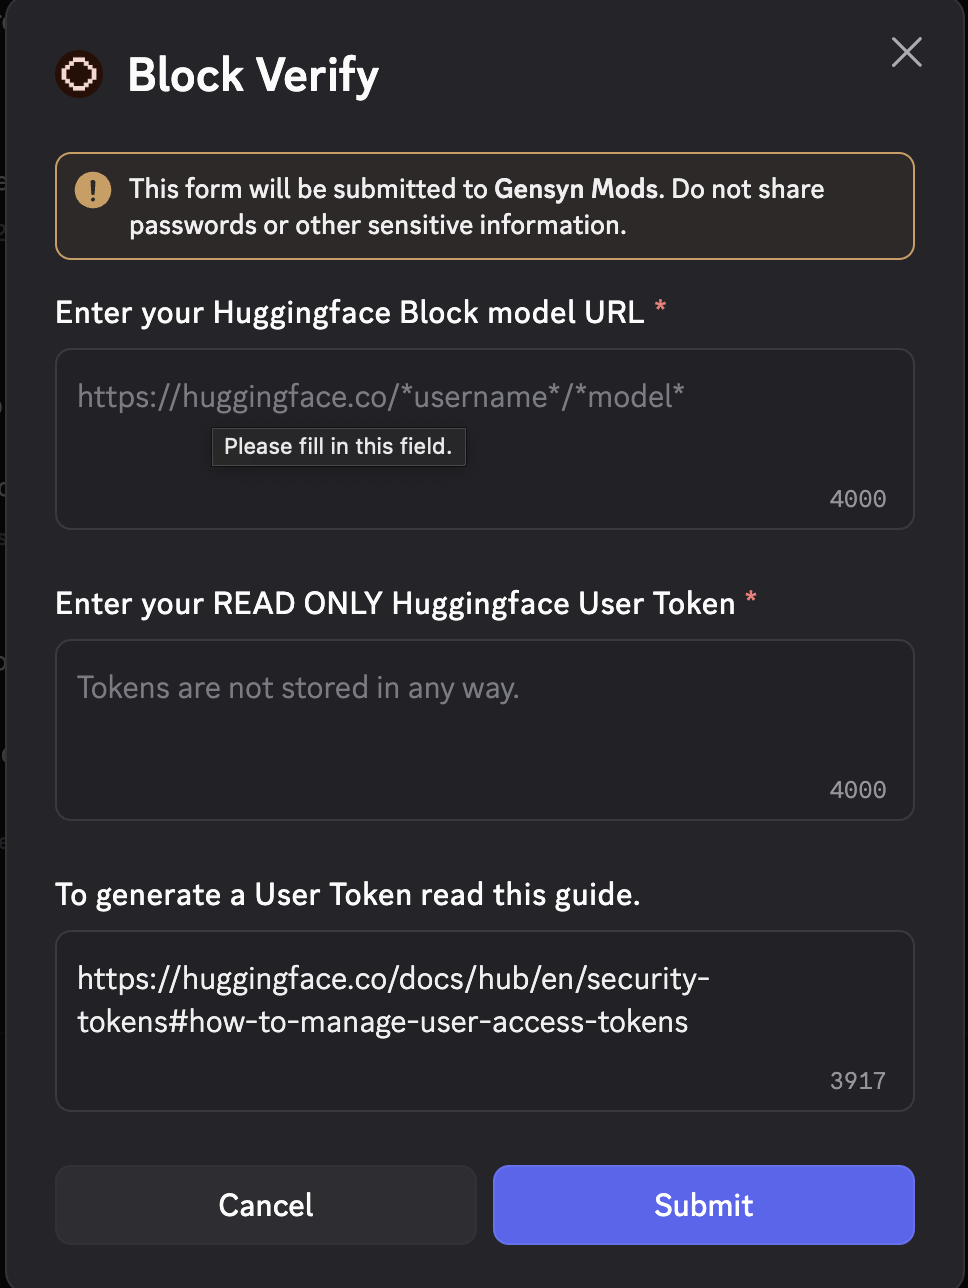 Block Verify
This form will be submitted to Gensyn Mods. Do not share
passwords or other sensitive information.
Enter your Huggingface Block model URL *
https://huggingface.co/*username*/*model*
Please fill in this field.
4000
Enter your READ ONLY Huggingface User Token *
Tokens are not stored in any way.
4000
To generate a User Token read this guide.
https://huggingface.co/docs/hub/en/security-
tokens#how-to-manage-user-access-tokens
3917
Cancel
Submit